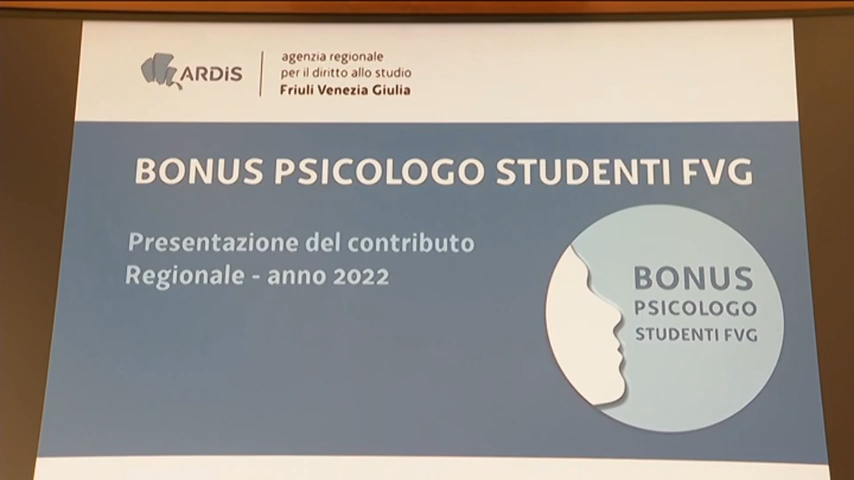 ARDiS
agenzia regionale
per il diritto allo studio
Friuli Venezia Giulia
BONUS PSICOLOGO STUDENTI FVG
Presentazione del contributo
Regionale - anno 2022
BONUS
PSICOLOGO
STUDENTI FVG